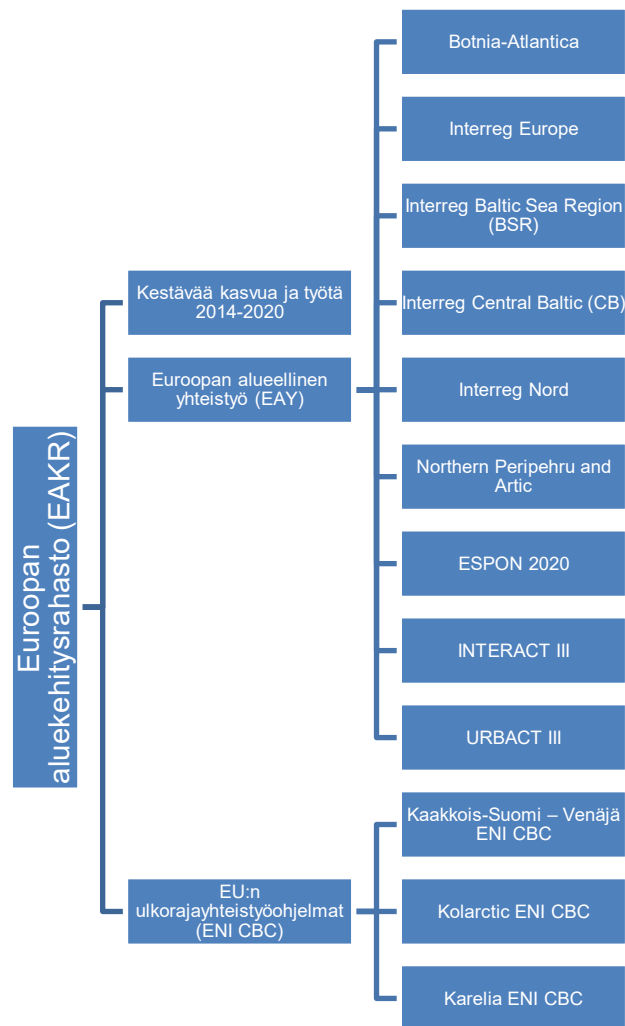 Euroopan
aluekehitysrahasto (EAKR)
Kestävää kasvua ja työtä
2014-2020
Euroopan alueellinen
yhteistyö (EAY)
Botnia-Atlantica
Interreg Europe
Interreg Baltic Sea Region
(BSR)
Interreg Central Baltic (CB)
Interreg Nord
Northern Peripehru and
Artic
ESPON 2020
INTERACT III
URBACT III
EU:n
ulkorajayhteistyöohjelmat
(ENI CBC)
Kaakkois-Suomi – Venäjä
ENI CBC
Kolarctic ENI CBC
Karelia ENI CBC